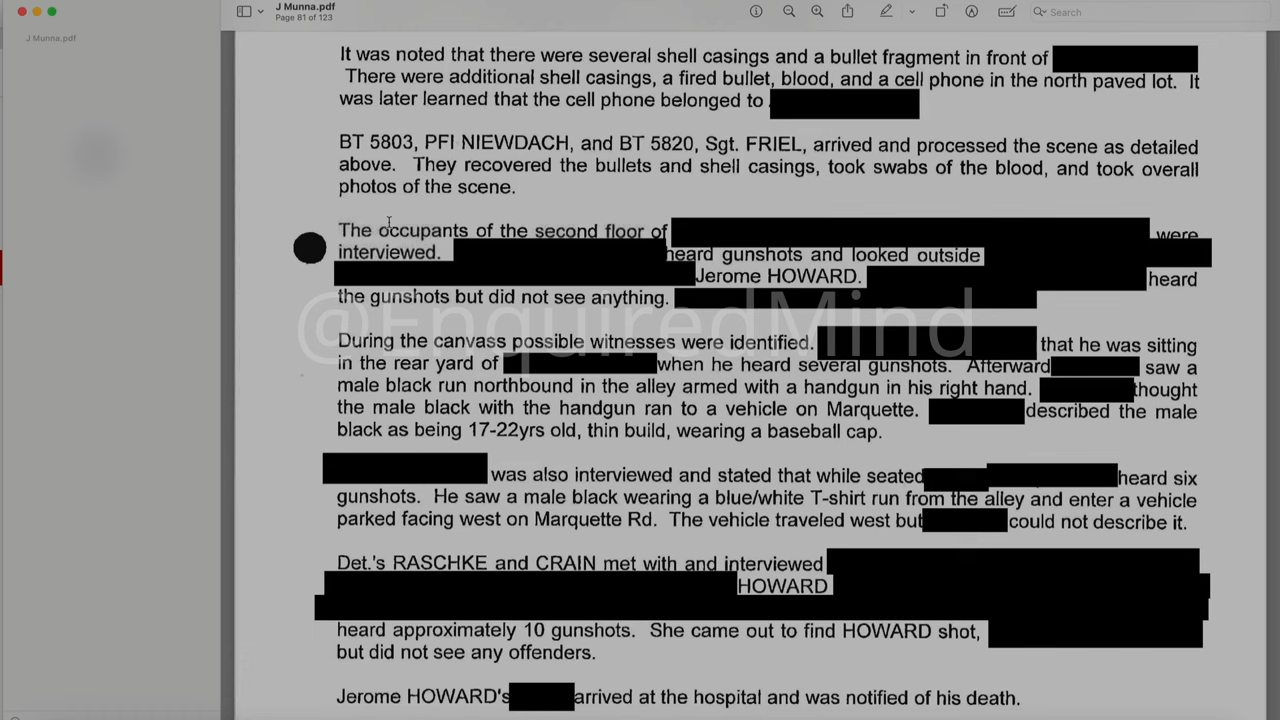 J Munna.pdf
Page 81 of 123
Search
J Munna.pdf
It was noted that there were several shell casings and a bullet fragment in front of
There were additional shell casings, a fired bullet, blood, and a cell phone in the north paved lot. It
was later learned that the cell phone belonged to
BT 5803, PFI NIEWDACH, and BT 5820, Sgt. FRIEL, arrived and processed the scene as detailed
above. They recovered the bullets and shell casings, took swabs of the blood, and took overall
photos of the scene.
The occupants of the second floor of were
interviewed. heard gunshots and looked outside
Jerome HOWARD. heard
the gunshots but did not see anything.
@EnquiredMind
During the canvass possible witnesses were identified. that he was sitting
in the rear yard of when he heard several gunshots. Afterward saw a
male black run northbound in the alley armed with a handgun in his right hand. thought
the male black with the handgun ran to a vehicle on Marquette. described the male
black as being 17-22yrs old, thin build, wearing a baseball cap.
was also interviewed and stated that while seated heard six
gunshots. He saw a male black wearing a blue/white T-shirt run from the alley and enter a vehicle
parked facing west on Marquette Rd. The vehicle traveled west but could not describe it.
Det.'s RASCHKE and CRAIN met with and interviewed
HOWARD
heard approximately 10 gunshots. She came out to find HOWARD shot,
but did not see any offenders.
Jerome HOWARD's arrived at the hospital and was notified of his death.